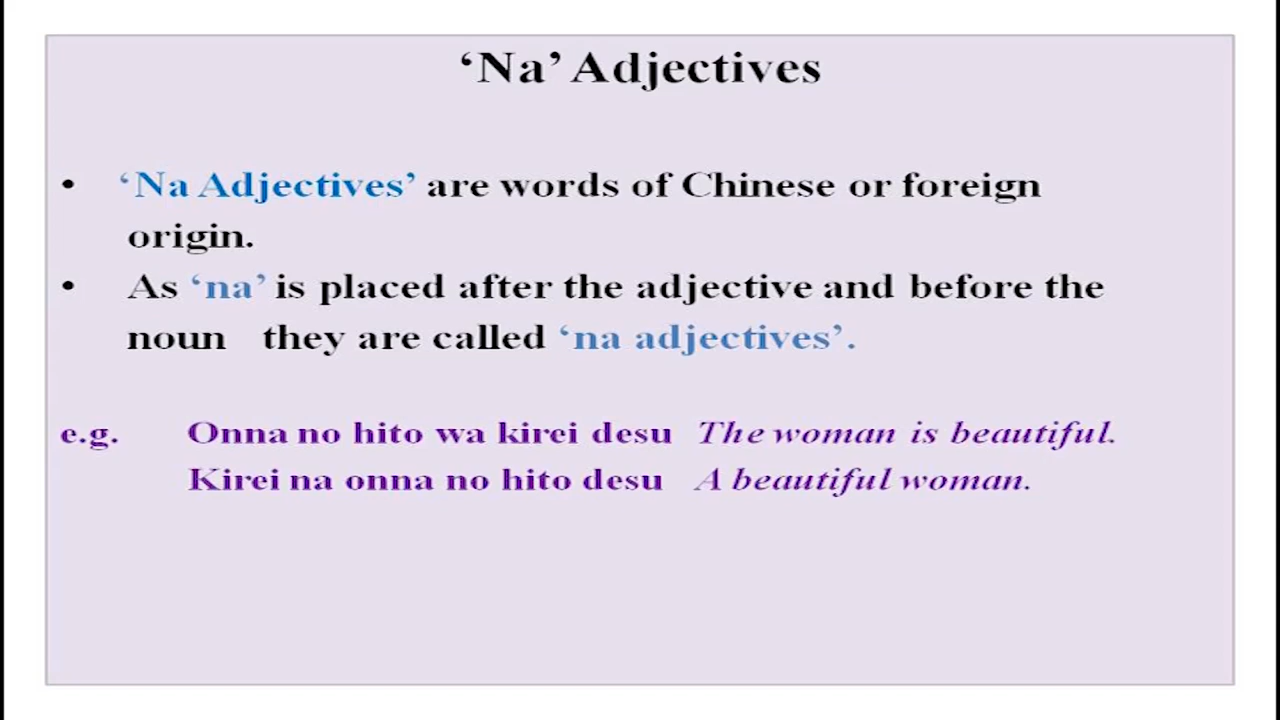 ‘Na’ Adjectives
• ‘Na Adjectives’ are words of Chinese or foreign
origin.
• As ‘na’ is placed after the adjective and before the
noun they are called ‘na adjectives’.
e.g. Onna no hito wa kirei desu The woman is beautiful.
Kirei na onna no hito desu A beautiful woman.